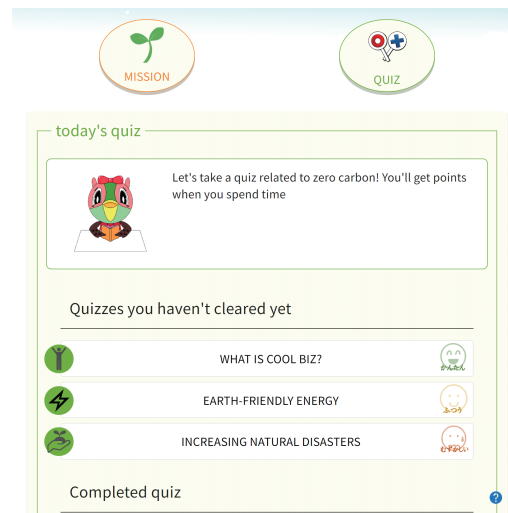 MISSION
QUIZ
today's quiz
Let's take a quiz related to zero carbon! You'll get points
when you spend time
Quizzes you haven't cleared yet
WHAT IS COOL BIZ?
かんたん
EARTH-FRIENDLY ENERGY
ふつう
INCREASING NATURAL DISASTERS
むずかしい
Completed quiz
?